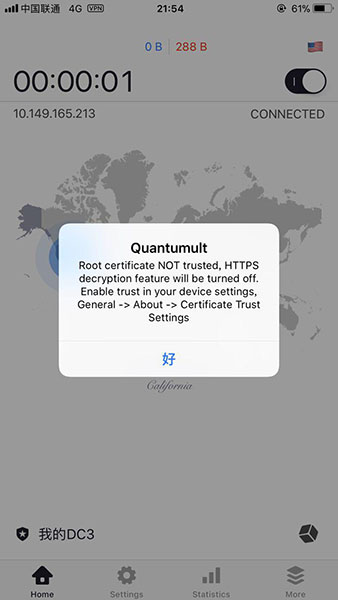 中国联通 4G VPN 21:54 61%
0 B 288 B
00:00:01
10.149.165.213 CONNECTED
Quantumult
Root certificate NOT trusted, HTTPS
decryption feature will be turned off.
Enable trust in your device settings,
General -> About -> Certificate Trust
Settings
好
California
我的DC3
Home Settings Statistics More